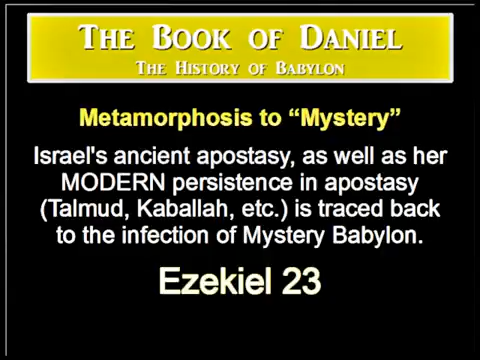 THE BOOK OF DANIEL
THE HISTORY OF BABYLON
Metamorphosis to “Mystery”
Israel's ancient apostasy, as well as her
MODERN persistence in apostasy
(Talmud, Kaballah, etc.) is traced back
to the infection of Mystery Babylon.
Ezekiel 23